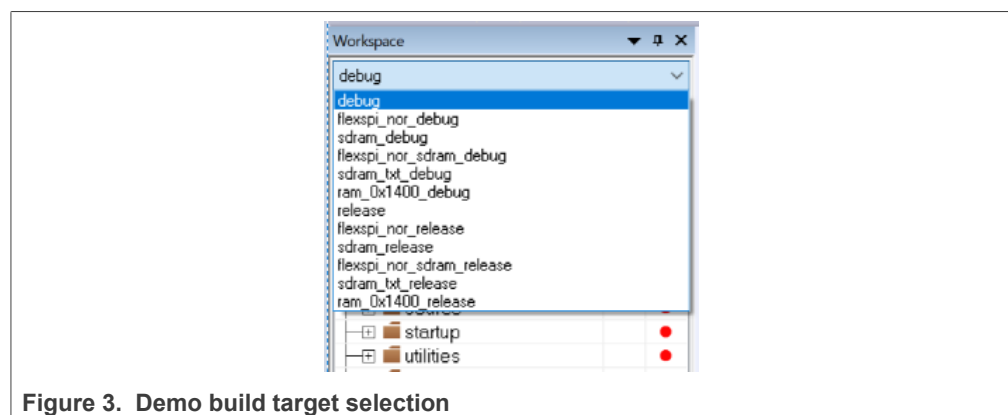 Workspace
debug
debug
flexspi_nor_debug
sdram_debug
flexspi_nor_sdram_debug
sdram_txt_debug
ram_0x1400_debug
release
flexspi_nor_release
sdram_release
flexspi_nor_sdram_release
sdram_txt_release
ram_0x1400_release
startup
utilities
Figure 3. Demo build target selection